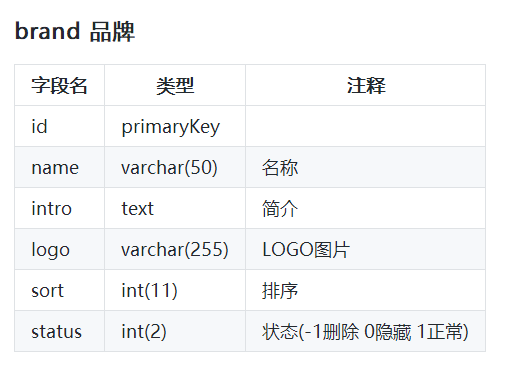 brand 品牌
字段名 类型 注释
id primaryKey
name varchar(50) 名称
intro text 简介
logo varchar(255) LOGO图片
sort int(11) 排序
status int(2) 状态(-1删除 0隐藏 1正常)